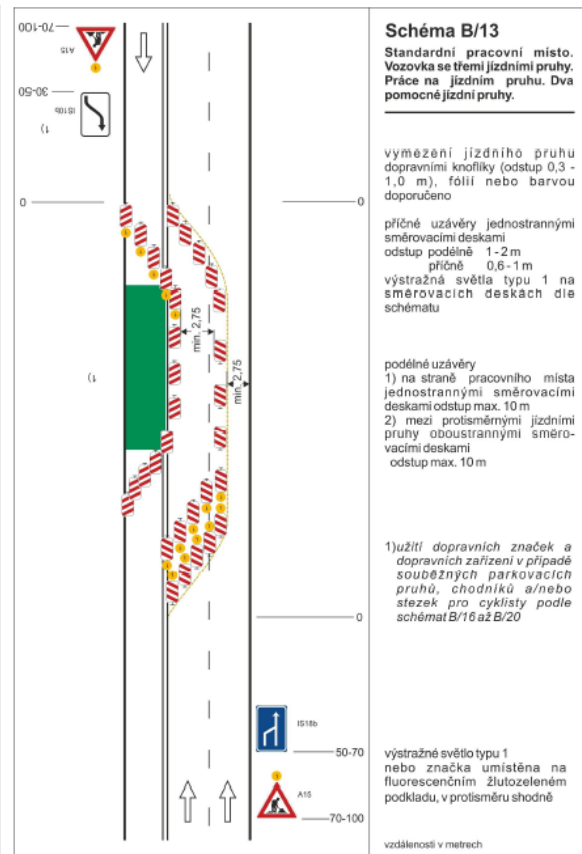 70-100
A15
30-50
IS10b
1)
0
0
min. 2,75
min. 2,75
1)
0
IS18b
50-70
A15
70-100
Schéma B/13
Standardní pracovní místo.
Vozovka se třemi jízdními pruhy.
Práce na jízdním pruhu. Dva
pomocné jízdní pruhy.
vymezení jízdního pruhu
dopravními knoflíky (odstup 0,3 -
1,0 m), fólií nebo barvou
doporučeno
příčné uzávěry jednostrannými
směrovacími deskami
odstup podélně 1-2m
příčně 0,6-1m
výstražná světla typu 1 na
směrovacích deskách dle
schématu
podélné uzávěry
1) na straně pracovního místa
jednostrannými směrovacími
deskami odstup max. 10 m
2) mezi protisměrnými jízdními
pruhy oboustrannými směro-
vacími deskami
odstup max. 10 m
1)užití dopravních značek a
dopravních zařízení v případě
souběžných parkovacích
pruhů, chodníků a/nebo
stezek pro cyklisty podle
schémat B/16 až B/20
výstražné světlo typu 1
nebo značka umístěna na
fluorescenčním žlutozeleném
podkladu, v protisměru shodně
vzdálenosti v metrech